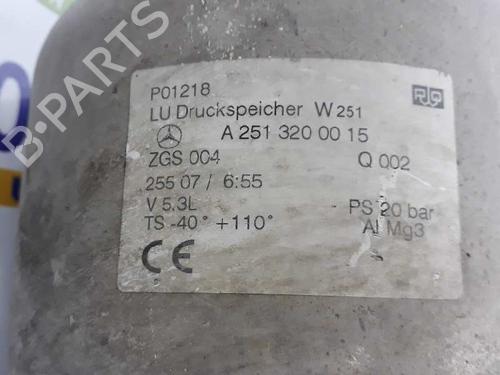 P01218
LU Druckspeicher W 251
A 251 320 00 15
ZGS 004 Q 002
255 07 / 6:55
V 5.3L PS 20 bar
TS -40° +110° Al Mg3
CE
B-PARTS